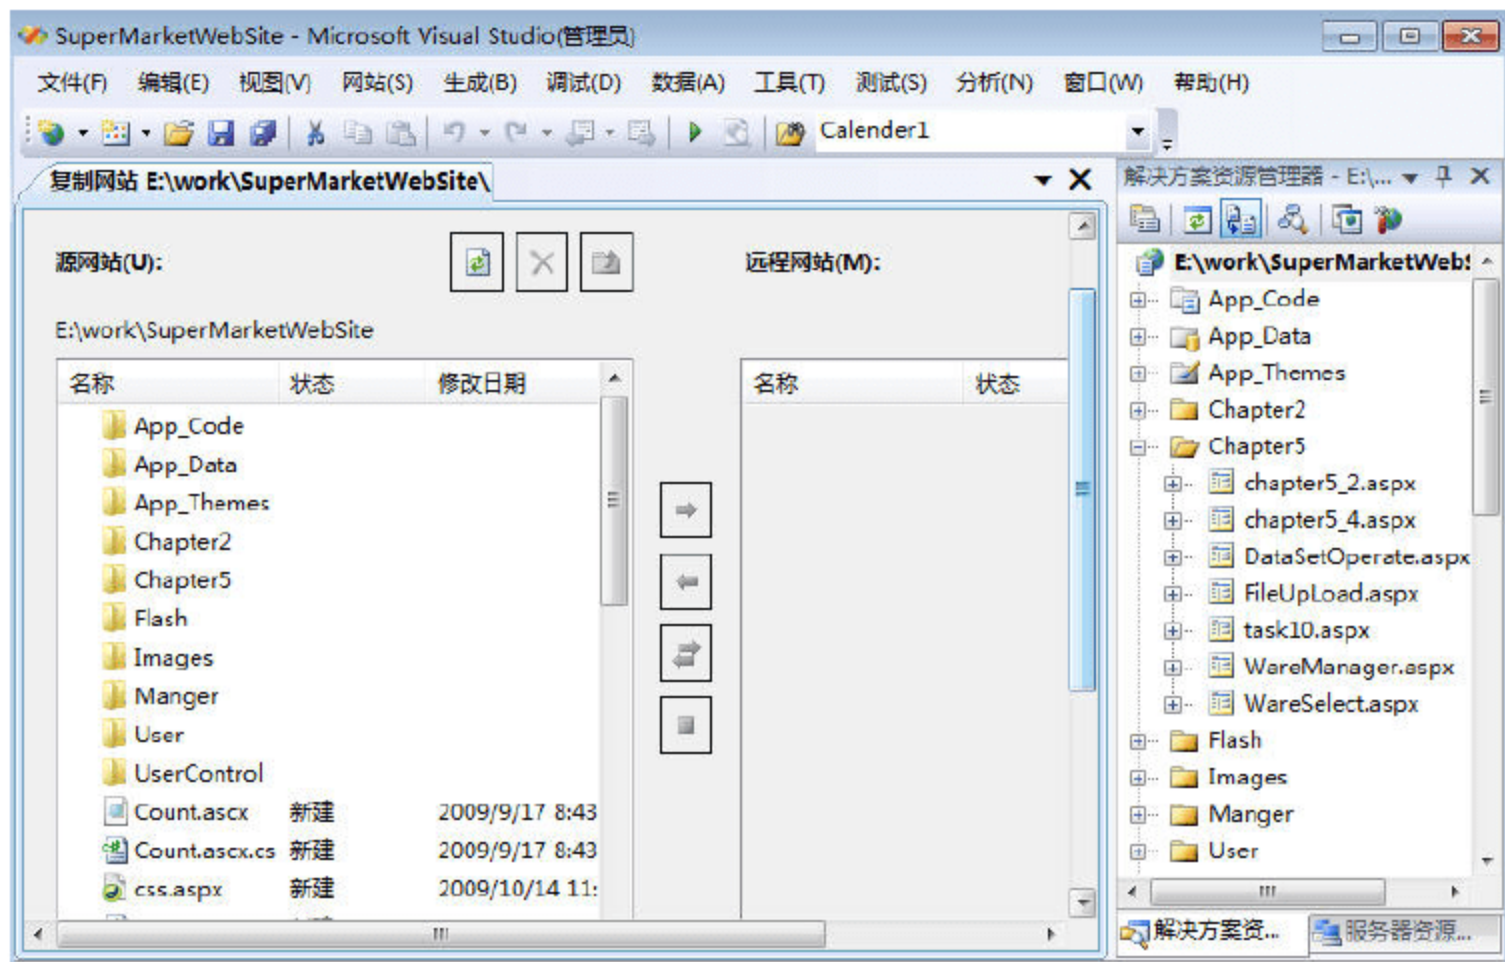 SuperMarketWebSite - Microsoft Visual Studio(管理员)
文件(F) 编辑(E) 视图(V) 网站(S) 生成(B) 调试(D) 数据(A) 工具(T) 测试(S) 分析(N) 窗口(W) 帮助(H)
Calender1
复制网站 E:\work\SuperMarketWebSite\
源网站(U):
远程网站(M):
E:\work\SuperMarketWebSite
名称 状态 修改日期
App_Code
App_Data
App_Themes
Chapter2
Chapter5
Flash
Images
Manger
User
UserControl
Count.ascx 新建 2009/9/17 8:43
Count.ascx.cs 新建 2009/9/17 8:43
css.aspx 新建 2009/10/14 11:
名称 状态
解决方案资源管理器 - E:\...
E:\work\SuperMarketWebS
App_Code
App_Data
App_Themes
Chapter2
Chapter5
chapter5_2.aspx
chapter5_4.aspx
DataSetOperate.aspx
FileUpLoad.aspx
task10.aspx
WareManager.aspx
WareSelect.aspx
Flash
Images
Manger
User
解决方案资... 服务器资源...